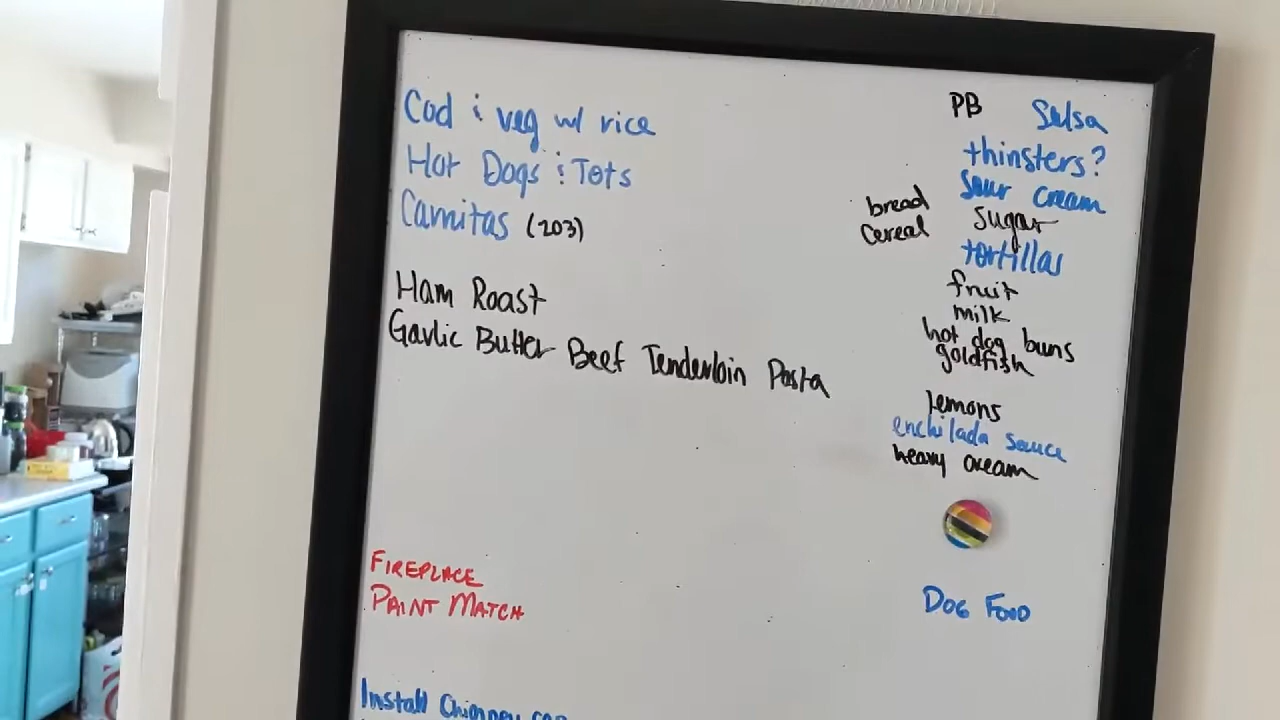 Cod & veg w/ rice
Hot Dogs & Tots
Carnitas (203)
Ham Roast
Garlic Butter Beef Tenderloin Pasta
FIREPLACE
PAINT MATCH
Install Chimney cap
PB Salsa
thinsters?
sour cream
bread
sugar
cereal
tortillas
fruit
milk
hot dog buns
goldfish
lemons
enchilada sauce
heavy cream
DOG FOOD